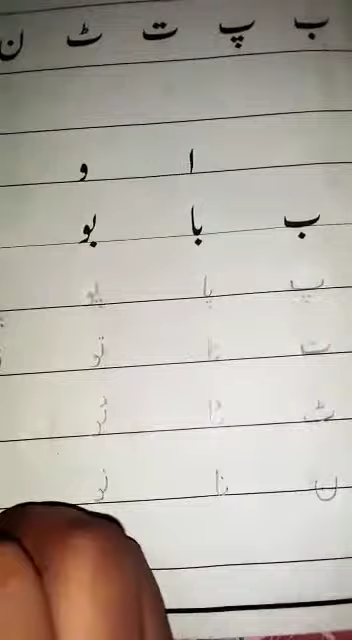 ب پ ت ٹ ن
ا و
ب با بو
پ پا پو
ت تا تو
ٹ ٹا ٹو
ن نا نو